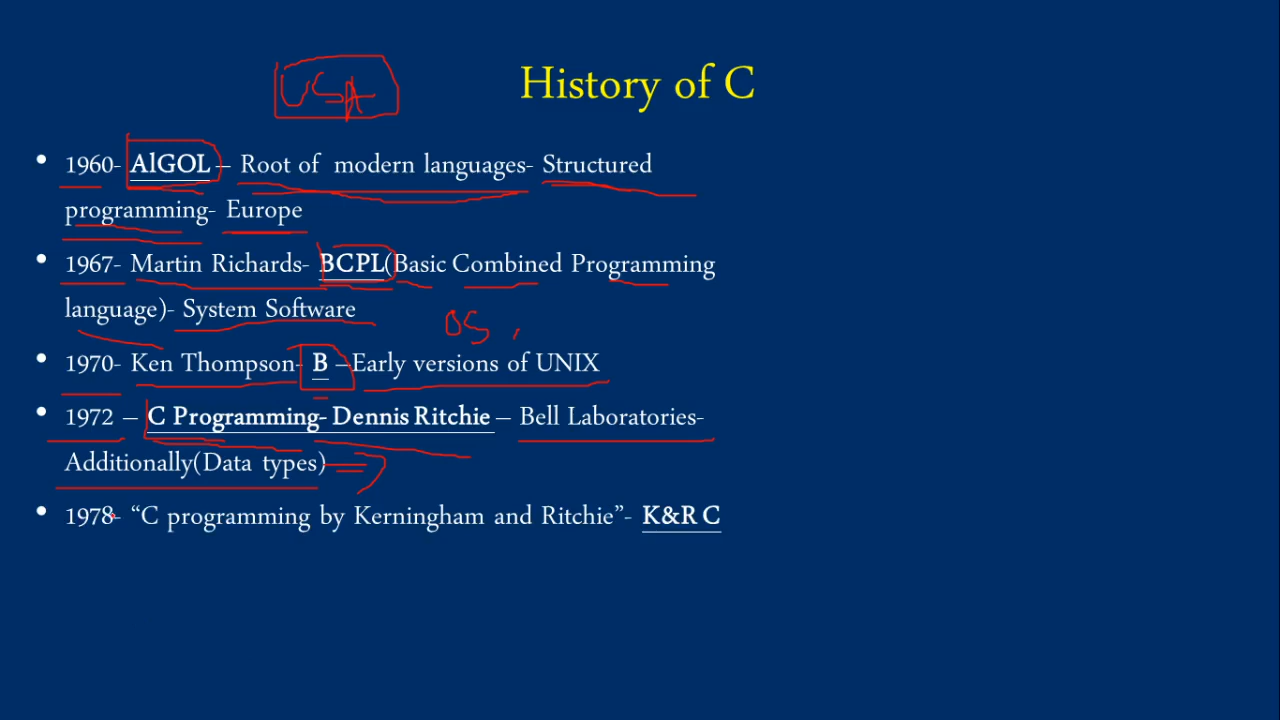 History of C
USA
• 1960- AlGOL – Root of modern languages- Structured
programming- Europe
• 1967- Martin Richards- BCPL(Basic Combined Programming
language)- System Software
OS ,
• 1970- Ken Thompson- B –Early versions of UNIX
• 1972 – C Programming- Dennis Ritchie – Bell Laboratories-
Additionally(Data types)
• 1978- “C programming by Kerningham and Ritchie”- K&R C